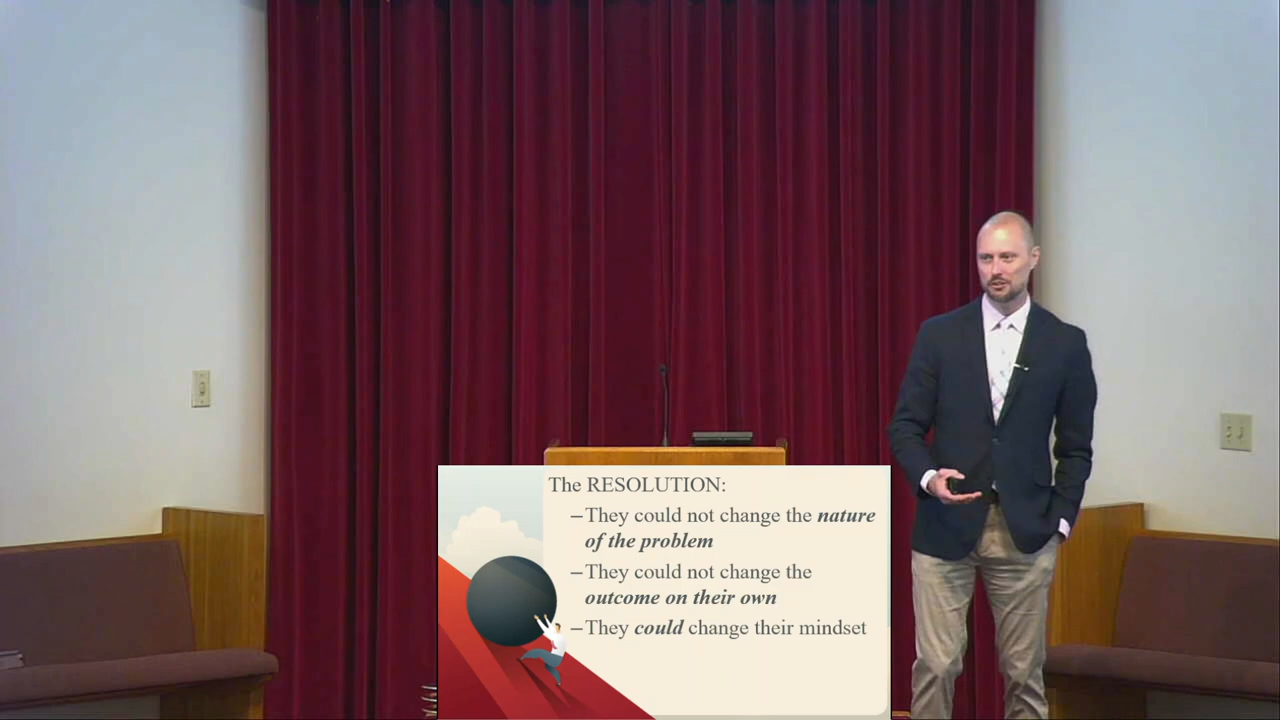 The RESOLUTION:
–They could not change the nature
of the problem
–They could not change the
outcome on their own
–They could change their mindset